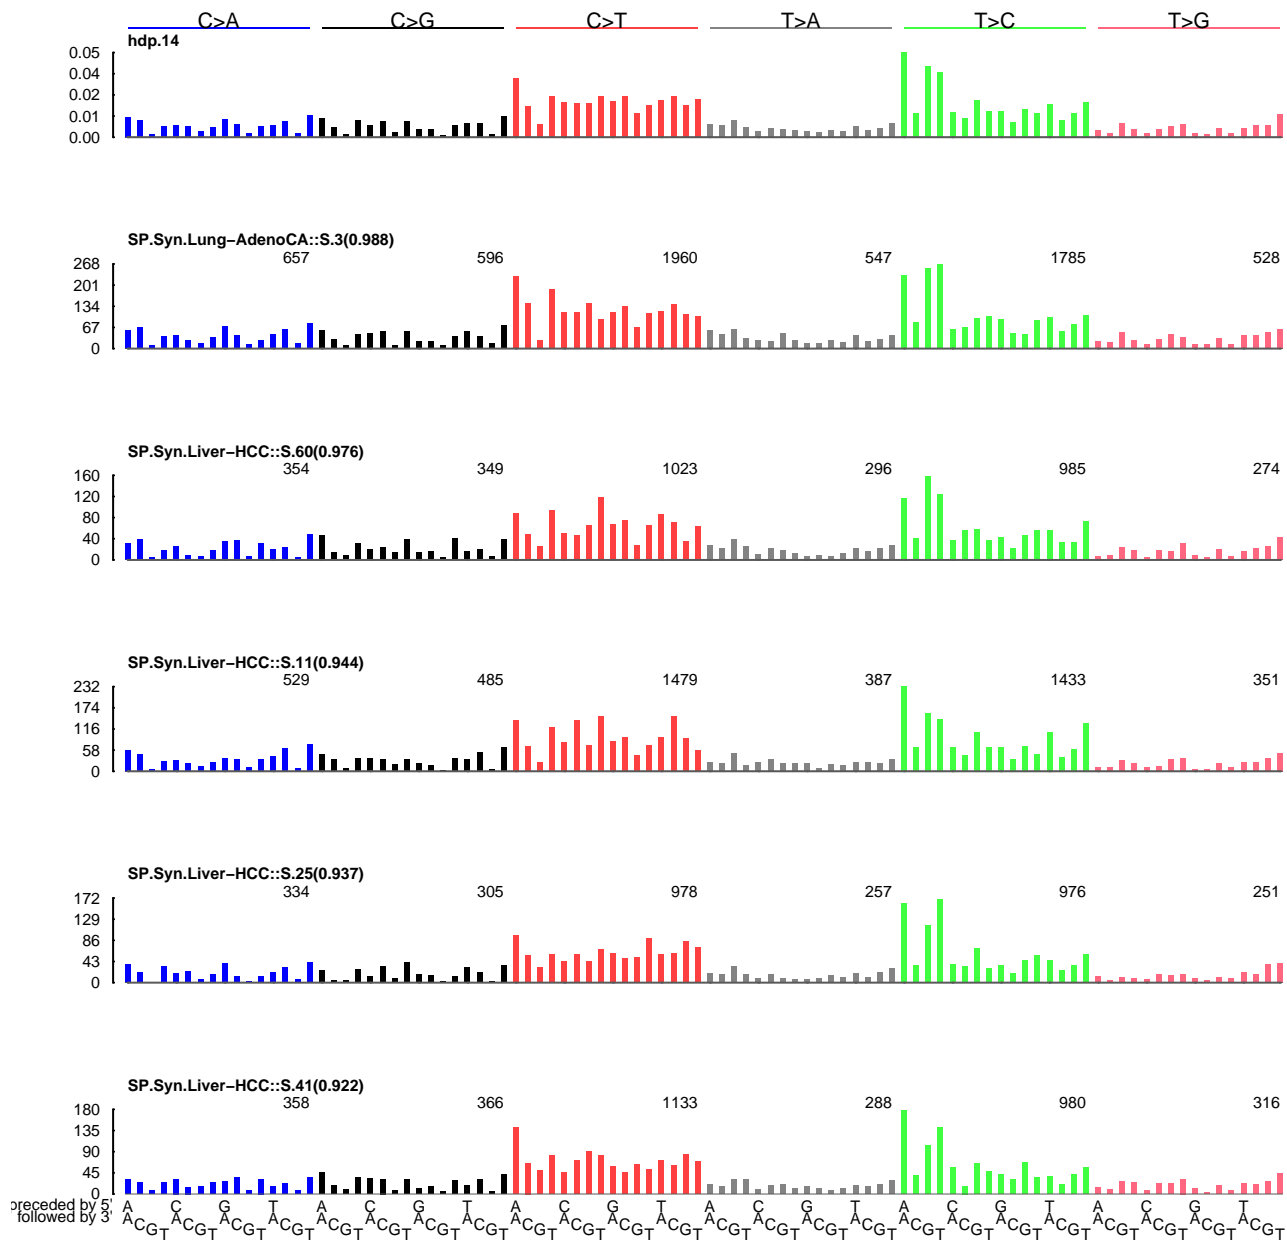 C>A C>G C>T T>A T>C T>G
hdp.14
0.05
0.04
0.02
0.01
0.00
SP.Syn.Lung−AdenoCA::S.3(0.988)
657 596 1960 547 1785 528
268
201
134
67
0
SP.Syn.Liver−HCC::S.60(0.976)
354 349 1023 296 985 274
160
120
80
40
0
SP.Syn.Liver−HCC::S.11(0.944)
529 485 1479 387 1433 351
232
174
116
58
0
SP.Syn.Liver−HCC::S.25(0.937)
334 305 978 257 976 251
172
129
86
43
0
SP.Syn.Liver−HCC::S.41(0.922)
358 366 1133 288 980 316
180
135
90
45
0
preceded by 5' A C G T A C G T A C G T A C G T A C G T A C G T
followed by 3' A C G T A C G T A C G T A C G T A C G T A C G T A C G T A C G T A C G T A C G T A C G T A C G T A C G T A C G T A C G T A C G T A C G T A C G T A C G T A C G T A C G T A C G T A C G T A C G T